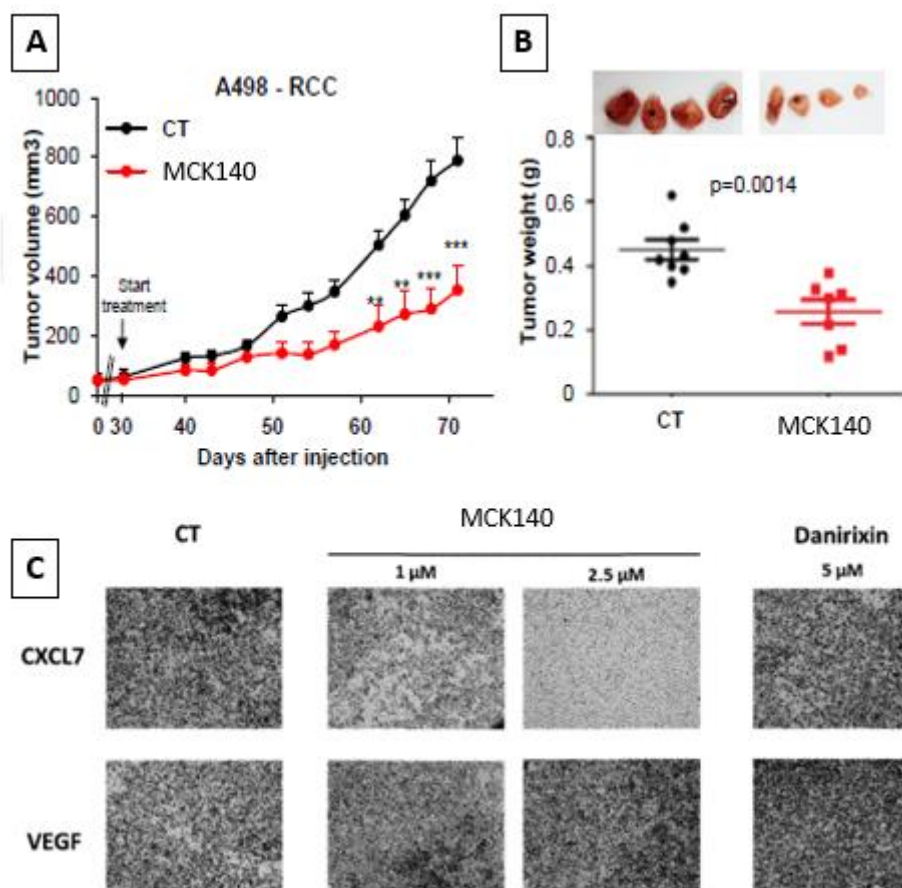 A
A498 - RCC
CT
MCK140
Tumor volume (mm3)
1000
800
600
400
200
0
Start
treatment
**
**
***
***
0 30 40 50 60 70
Days after injection
B
Tumor weight (g)
0.8
0.6
0.4
0.2
0
p=0.0014
CT
MCK140
C
CT
MCK140
Danirixin
1 µM
2.5 µM
5 µM
CXCL7
VEGF